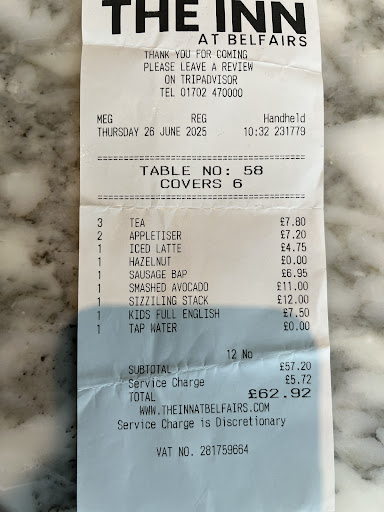 THE INN
AT BELFAIRS
THANK YOU FOR COMING
PLEASE LEAVE A REVIEW
ON TRIPADVISOR
TEL 01702 470000
MEG REG Handheld
THURSDAY 26 JUNE 2025 10:32 231779
TABLE NO: 58
COVERS 6
3 TEA £7.80
2 APPLETISER £7.20
1 ICED LATTE £4.75
1 HAZELNUT £0.00
1 SAUSAGE BAP £6.95
1 SMASHED AVOCADO £11.00
1 SIZZILING STACK £12.00
1 KIDS FULL ENGLISH £7.50
1 TAP WATER £0.00
12 No
SUBTOTAL £57.20
Service Charge £5.72
TOTAL £62.92
WWW.THEINNATBELFAIRS.COM
Service Charge is Discretionary
VAT NO. 281759664